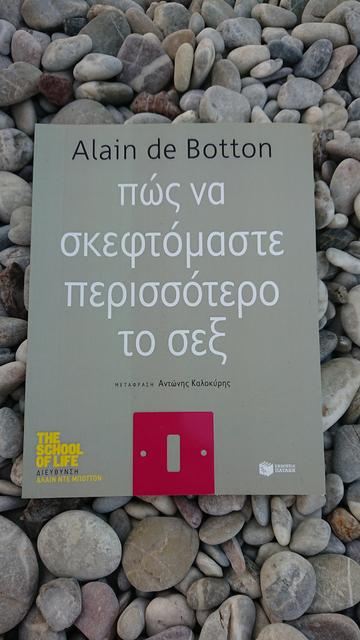 Alain de Botton
πώς να
σκεφτόμαστε
περισσότερο
το σεξ
ΜΕΤΑΦΡΑΣΗ Αντώνης Καλοκύρης
THE
SCHOOL
OF LIFE
ΔΙΕΥΘΥΝΣΗ
ΑΛΑΙΝ ΝΤΕ ΜΠΟΤΤΟΝ
ΕΚΔΟΣΕΙΣ
ΠΑΤΑΚΗ